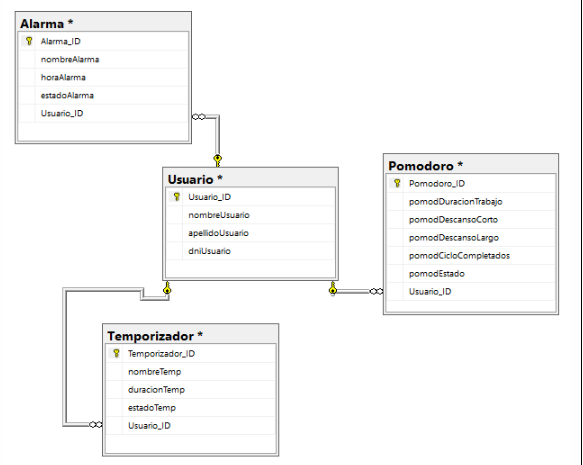 Alarma *
Alarma_ID
nombreAlarma
horaAlarma
estadoAlarma
Usuario_ID
Usuario *
Usuario_ID
nombreUsuario
apellidoUsuario
dniUsuario
Pomodoro *
Pomodoro_ID
pomodDuracionTrabajo
pomodDescansoCorto
pomodDescansoLargo
pomodCicloCompletados
pomodEstado
Usuario_ID
Temporizador *
Temporizador_ID
nombreTemp
duracionTemp
estadoTemp
Usuario_ID